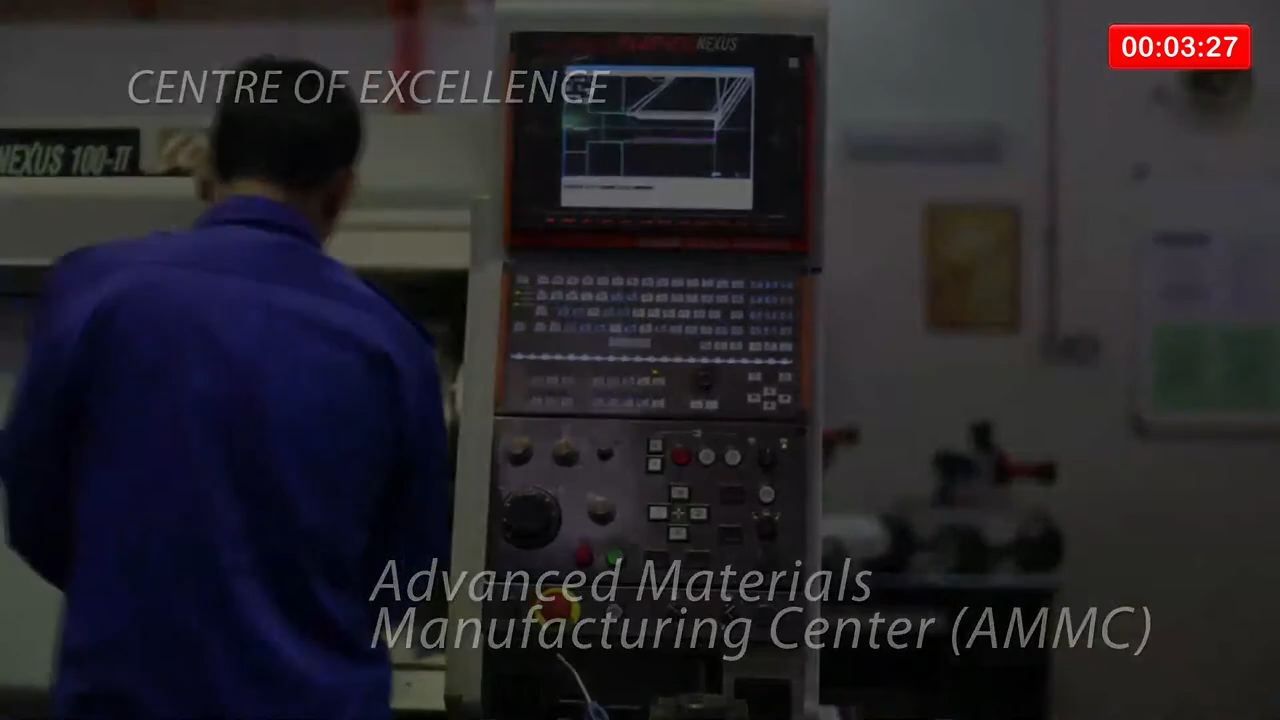 00:03:27
NEXUS
CENTRE OF EXCELLENCE
NEXUS 100-II
Advanced Materials
Manufacturing Center (AMMC)